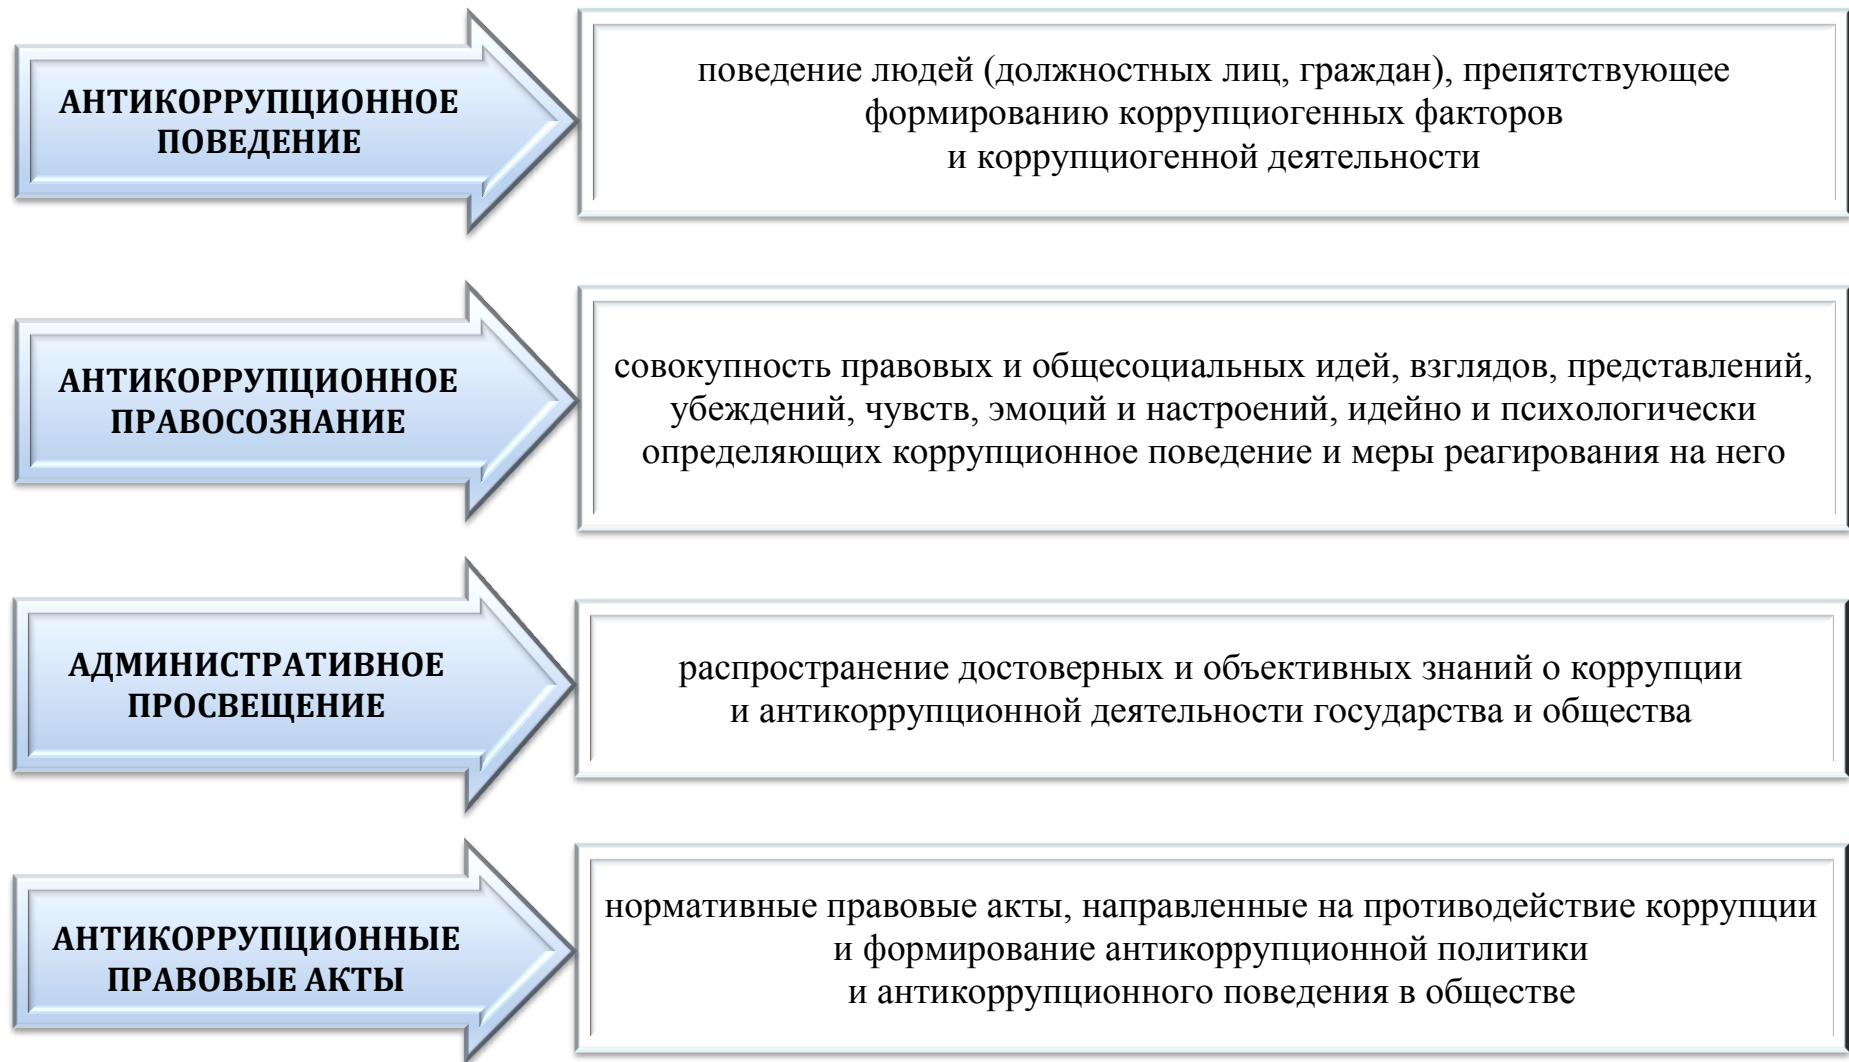 АНТИКОРРУПЦИОННОЕ
ПОВЕДЕНИЕ
поведение людей (должностных лиц, граждан), препятствующее
формированию коррупциогенных факторов
и коррупциогенной деятельности
АНТИКОРРУПЦИОННОЕ
ПРАВОСОЗНАНИЕ
совокупность правовых и общесоциальных идей, взглядов, представлений,
убеждений, чувств, эмоций и настроений, идейно и психологически
определяющих коррупционное поведение и меры реагирования на него
АДМИНИСТРАТИВНОЕ
ПРОСВЕЩЕНИЕ
распространение достоверных и объективных знаний о коррупции
и антикоррупционной деятельности государства и общества
АНТИКОРРУПЦИОННЫЕ
ПРАВОВЫЕ АКТЫ
нормативные правовые акты, направленные на противодействие коррупции
и формирование антикоррупционной политики
и антикоррупционного поведения в обществе